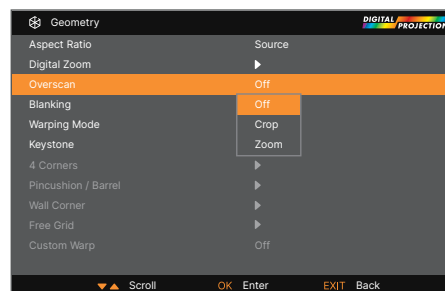 Geometry
DIGITAL
PROJECTION
Aspect Ratio Source
Digital Zoom
Overscan Off
Blanking Off
Warping Mode Crop
Keystone Zoom
4 Corners
Pincushion / Barrel
Wall Corner
Free Grid
Custom Warp Off
Scroll OK Enter EXIT Back